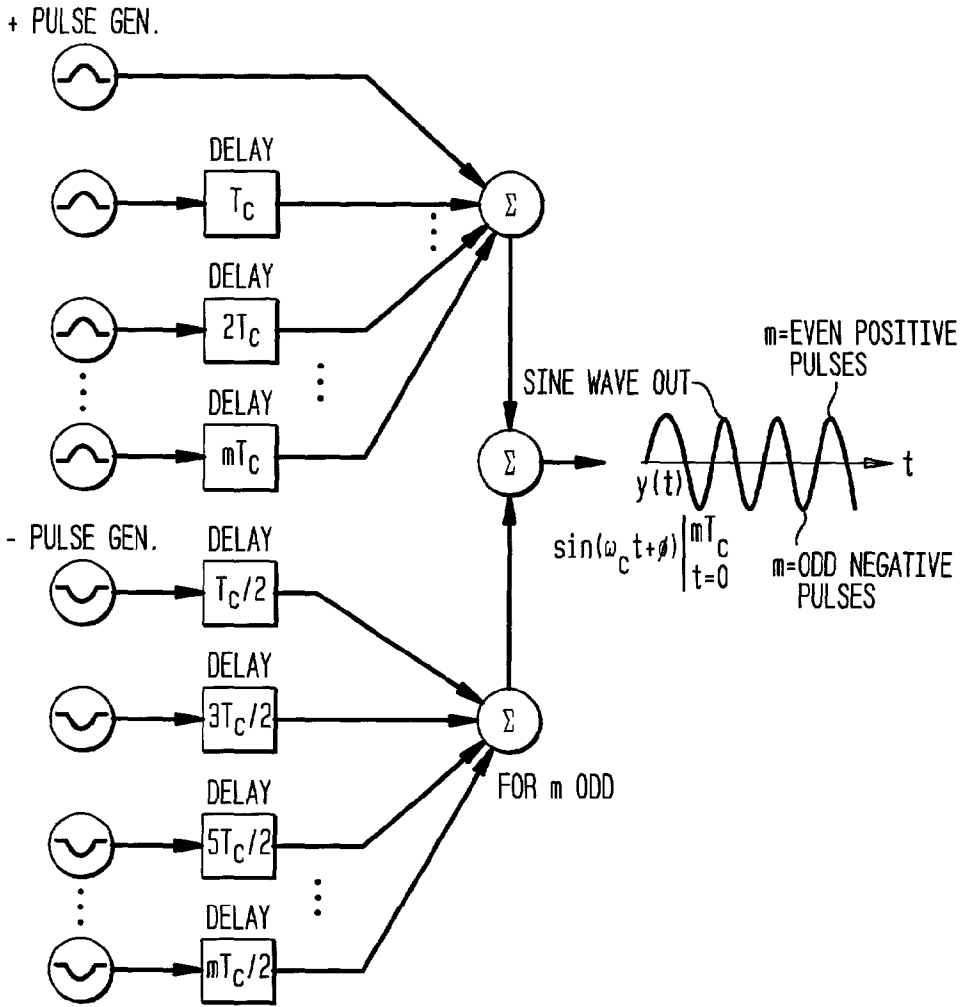 + PULSE GEN.
DELAY
T_C
Σ
DELAY
2T_C
DELAY
mT_C
m=EVEN POSITIVE
PULSES
SINE WAVE OUT
Σ
t
y(t)
sin(ω_c t+ϕ)|mT_C
t=0
m=ODD NEGATIVE
PULSES
- PULSE GEN.
DELAY
T_C/2
DELAY
3T_C/2
Σ
FOR m ODD
DELAY
5T_C/2
DELAY
mT_C/2